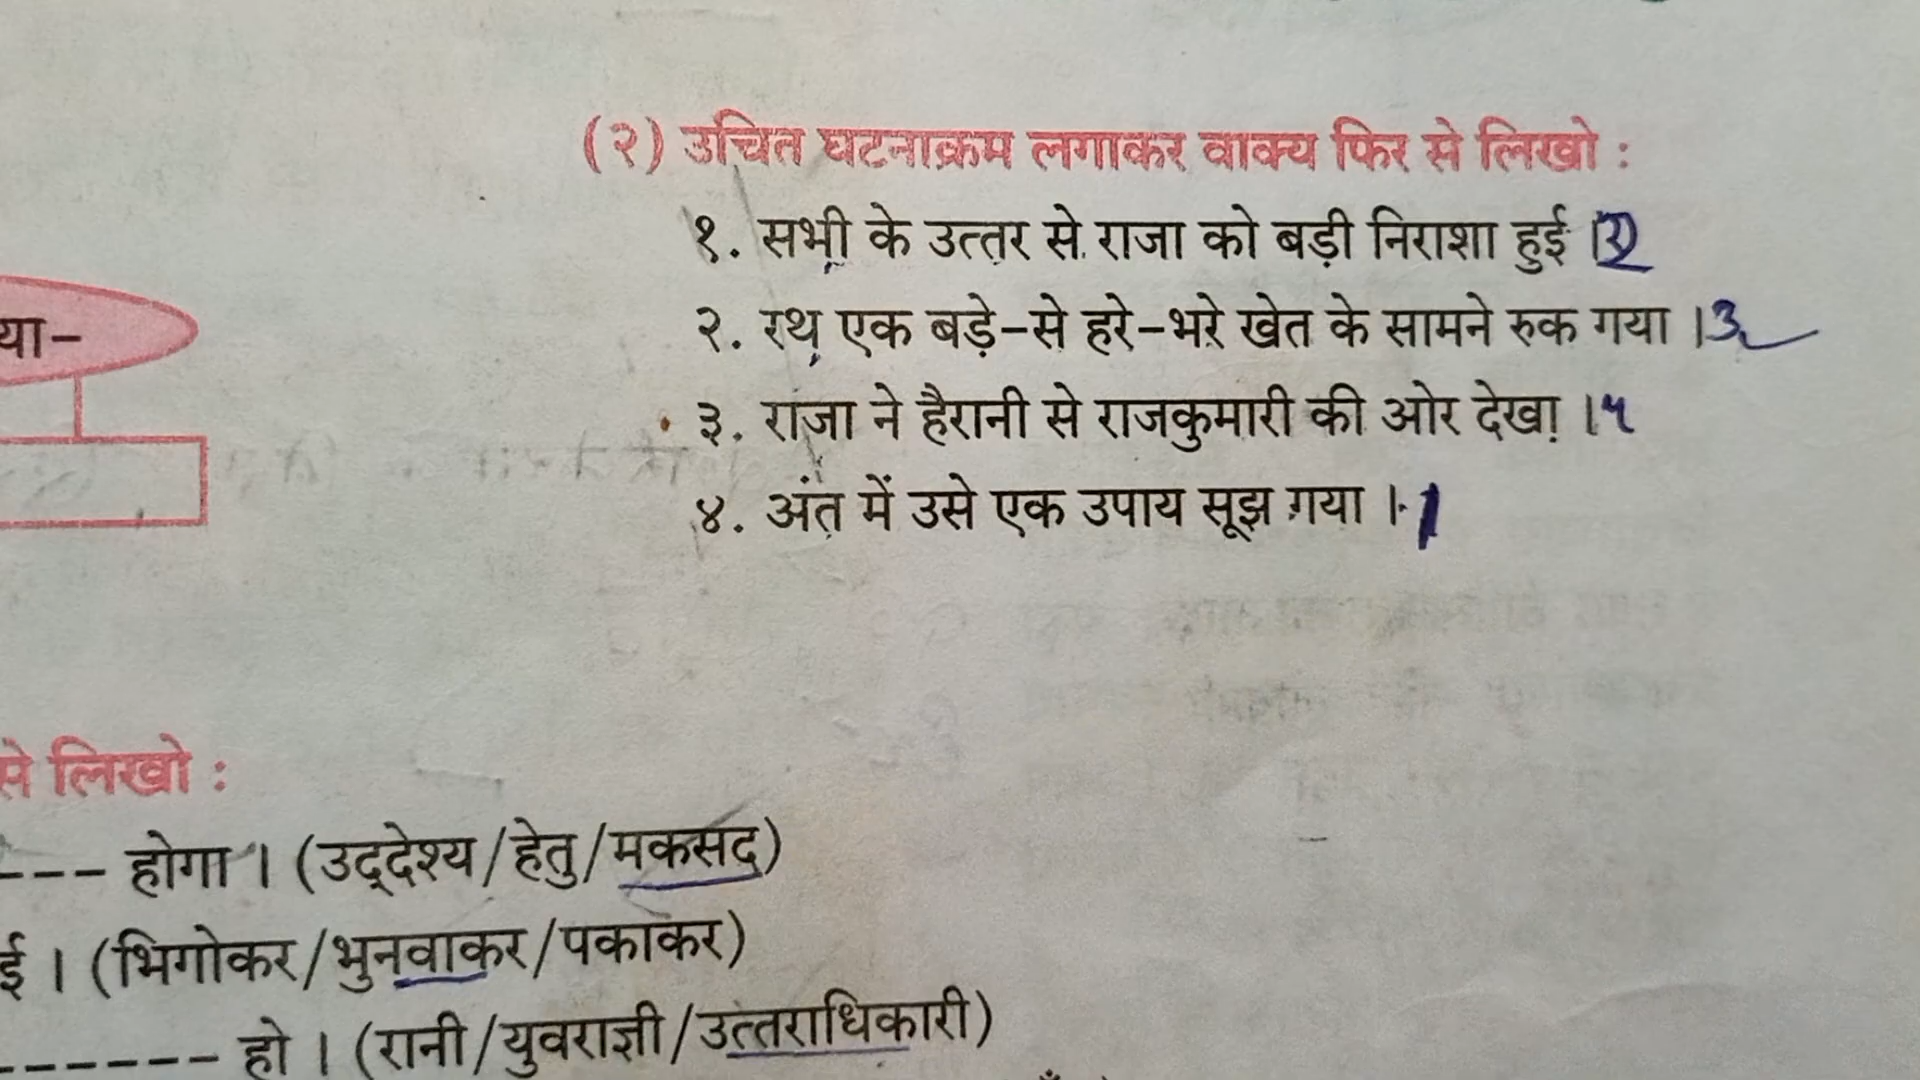 (२) उचित घटनाक्रम लगाकर वाक्य फिर से लिखो :
१. सभी के उत्तर से राजा को बड़ी निराशा हुई । २
२. रथ एक बड़े-से हरे-भरे खेत के सामने रुक गया । 3
३. राजा ने हैरानी से राजकुमारी की ओर देखा । ५
४. अंत में उसे एक उपाय सूझ गया । 1
या-
से लिखो :
--- होगा । (उद्देश्य/हेतु/मकसद)
ई । (भिगोकर/भुनवाकर/पकाकर)
------ हो । (रानी/युवराज्ञी/उत्तराधिकारी)